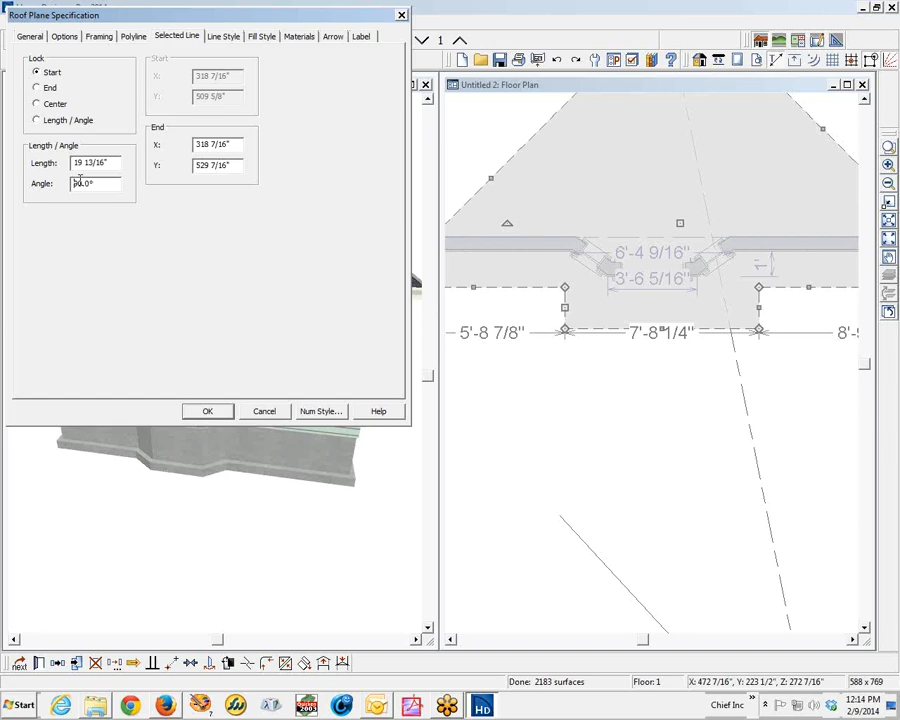 Roof Plane Specification
General Options Framing Polyline Selected Line Line Style Fill Style Materials Arrow Label
Lock
Start
End
Center
Length / Angle
Start
X: 318 7/16"
Y: 509 5/8"
End
X: 318 7/16"
Y: 529 7/16"
Length / Angle
Length: 19 13/16"
Angle:
OK Cancel Num Style... Help
1
Untitled 2: Floor Plan
6'-4 9/16"
3'-6 5/16"
1"
5'-8 7/8"
7'-8 1/4"
next
Done: 2183 surfaces
Floor: 1
X: 472 7/16", Y: 223 1/2", Z: 272 7/16"
588 x 769
Start
Chief Inc
12:14 PM
2/9/2014